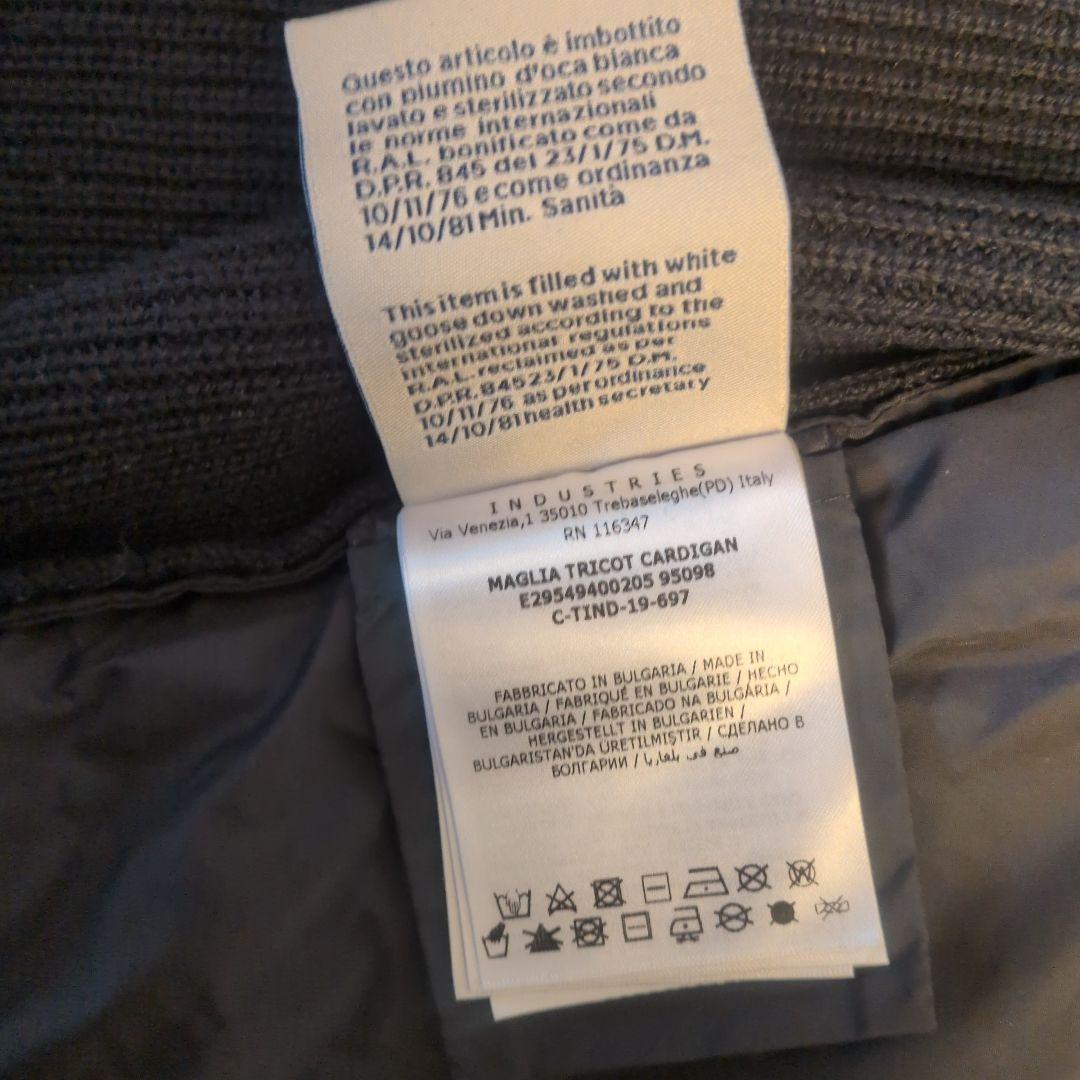 Questo articolo è imbottito
con piumino d'oca bianca
lavato e sterilizzato secondo
le norme internazionali
R.A.L. bonificato come da
D.P.R. 845 del 23/1/75 D.M.
10/11/76 e come ordinanza
14/10/81 Min. Sanità
This item is filled with white
goose down washed and
sterilized according to the
international regulations
R.A.L. reclaimed as per
D.P.R. 845 23/1/75 D.M.
10/11/76 as per ordinance
14/10/81 health secretary
INDUSTRIES
Via Venezia,1 35010 Trebaseleghe(PD) Italy
RN 116347
MAGLIA TRICOT CARDIGAN
E29549400205 95098
C-TIND-19-697
FABBRICATO IN BULGARIA / MADE IN
BULGARIA / FABRIQUÉ EN BULGARIE / HECHO
EN BULGARIA / FABRICADO NA BULGÁRIA /
HERGESTELLT IN BULGARIEN /
BULGARISTAN'DA ÜRETILMIŞTIR / СДЕЛАНО В
БОЛГАРИИ / صنع في بلغاريا